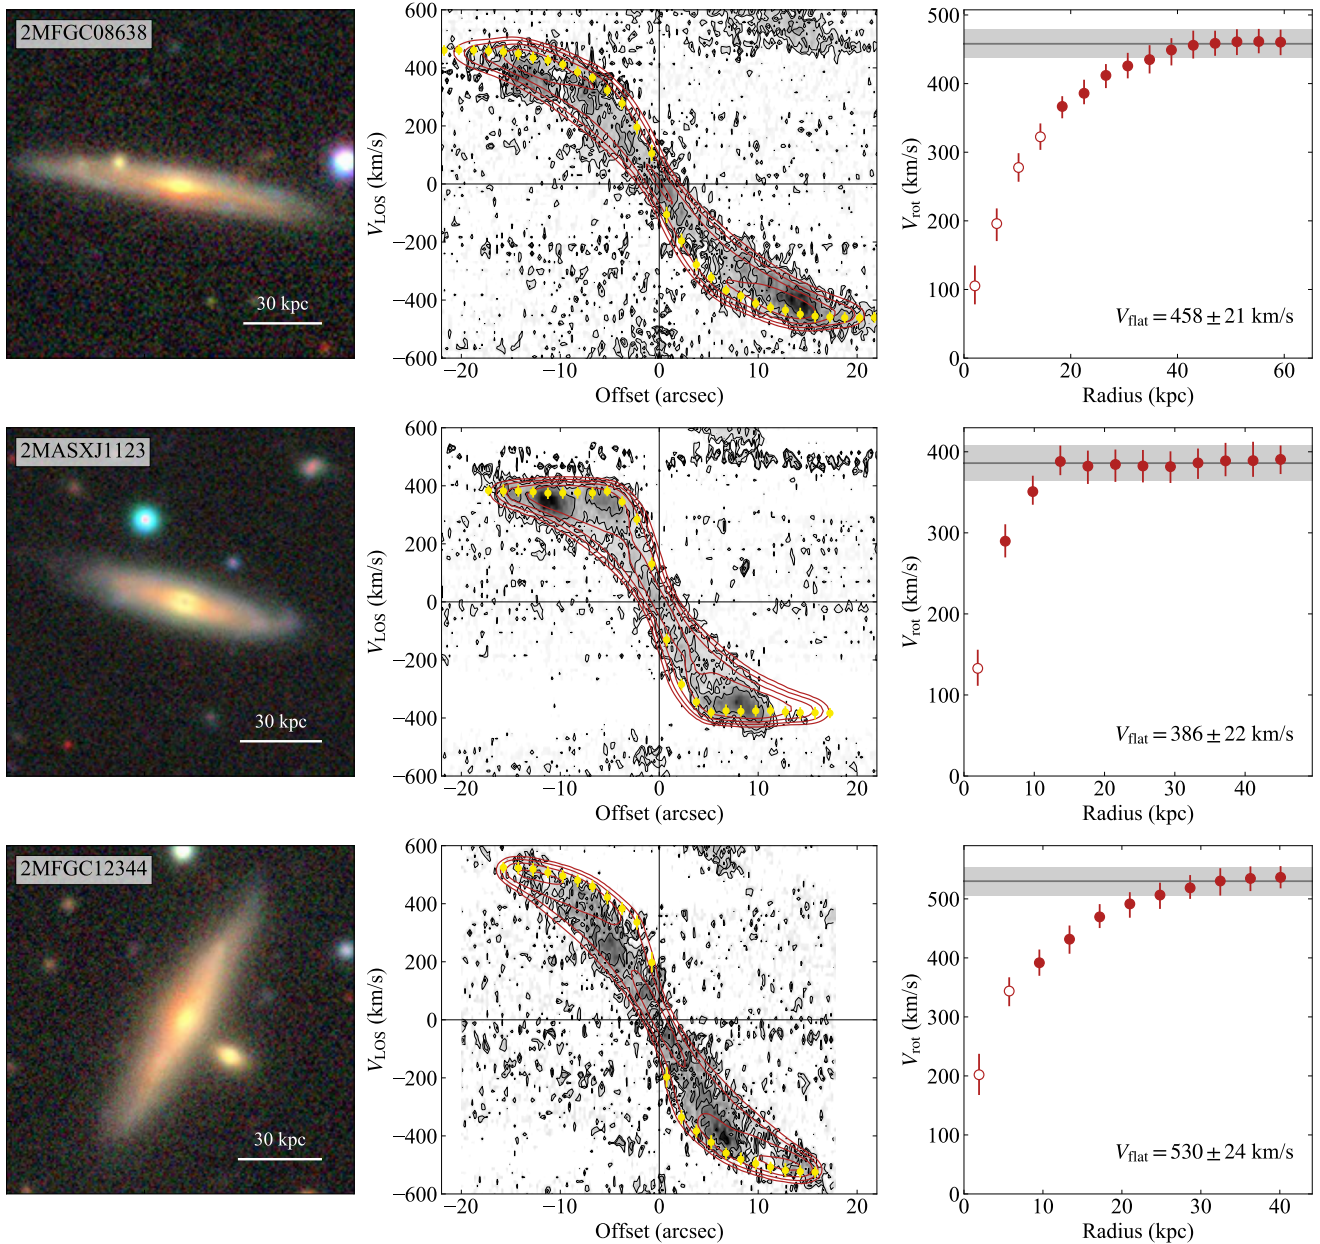 2MFGC08638
30 kpc
600
400
200
0
−200
−400
−600
V_LOS (km/s)
−20 −10 0 10 20
Offset (arcsec)
500
400
300
200
100
0
V_rot (km/s)
V_flat = 458 ± 21 km/s
0 20 40 60
Radius (kpc)
2MASXJ1123
30 kpc
600
400
200
0
−200
−400
−600
V_LOS (km/s)
−20 −10 0 10 20
Offset (arcsec)
400
300
200
100
0
V_rot (km/s)
V_flat = 386 ± 22 km/s
0 10 20 30 40
Radius (kpc)
2MFGC12344
30 kpc
600
400
200
0
−200
−400
−600
V_LOS (km/s)
−20 −10 0 10 20
Offset (arcsec)
500
400
300
200
100
0
V_rot (km/s)
V_flat = 530 ± 24 km/s
0 10 20 30 40
Radius (kpc)